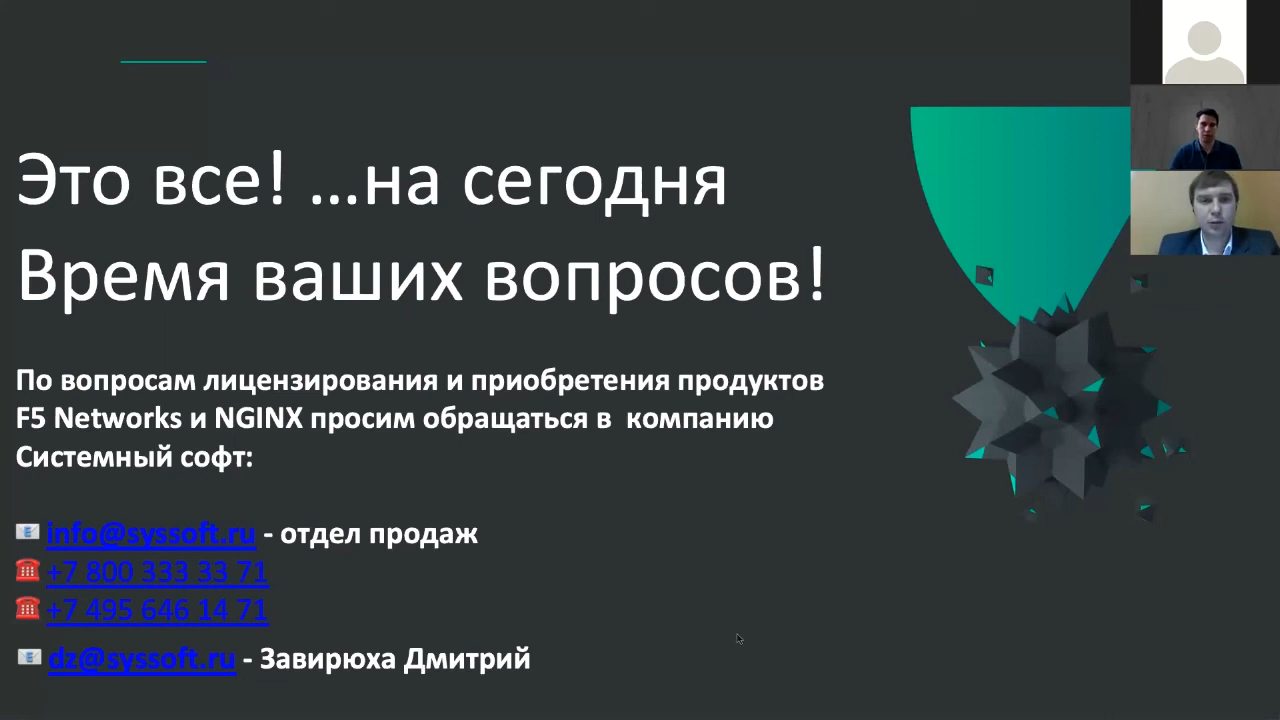 Это все! ...на сегодня
Время ваших вопросов!
По вопросам лицензирования и приобретения продуктов
F5 Networks и NGINX просим обращаться в компанию
Системный софт:
info@syssoft.ru - отдел продаж
+7 800 333 33 71
+7 495 646 14 71
dz@syssoft.ru - Завирюха Дмитрий